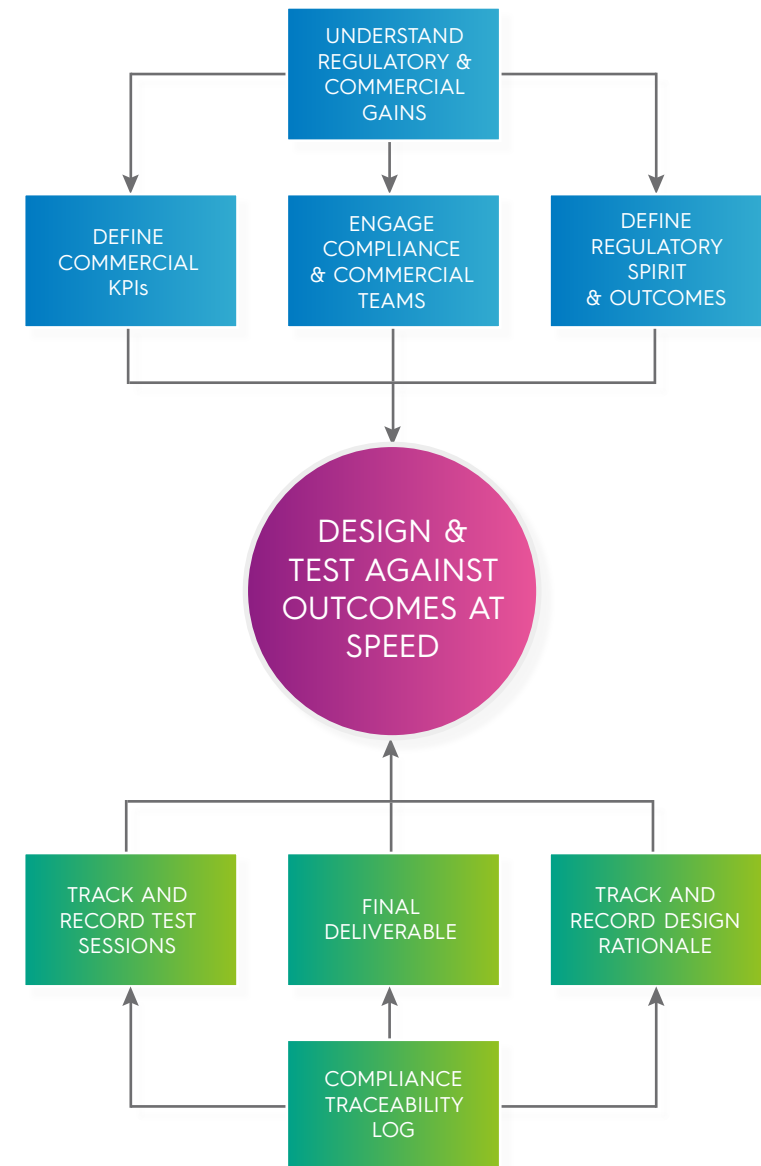 UNDERSTAND
REGULATORY &
COMMERCIAL
GAINS
DEFINE
COMMERCIAL
KPIs
ENGAGE
COMPLIANCE
& COMMERCIAL
TEAMS
DEFINE
REGULATORY
SPIRIT
& OUTCOMES
DESIGN &
TEST AGAINST
OUTCOMES AT
SPEED
TRACK AND
RECORD TEST
SESSIONS
FINAL
DELIVERABLE
TRACK AND
RECORD DESIGN
RATIONALE
COMPLIANCE
TRACEABILITY
LOG